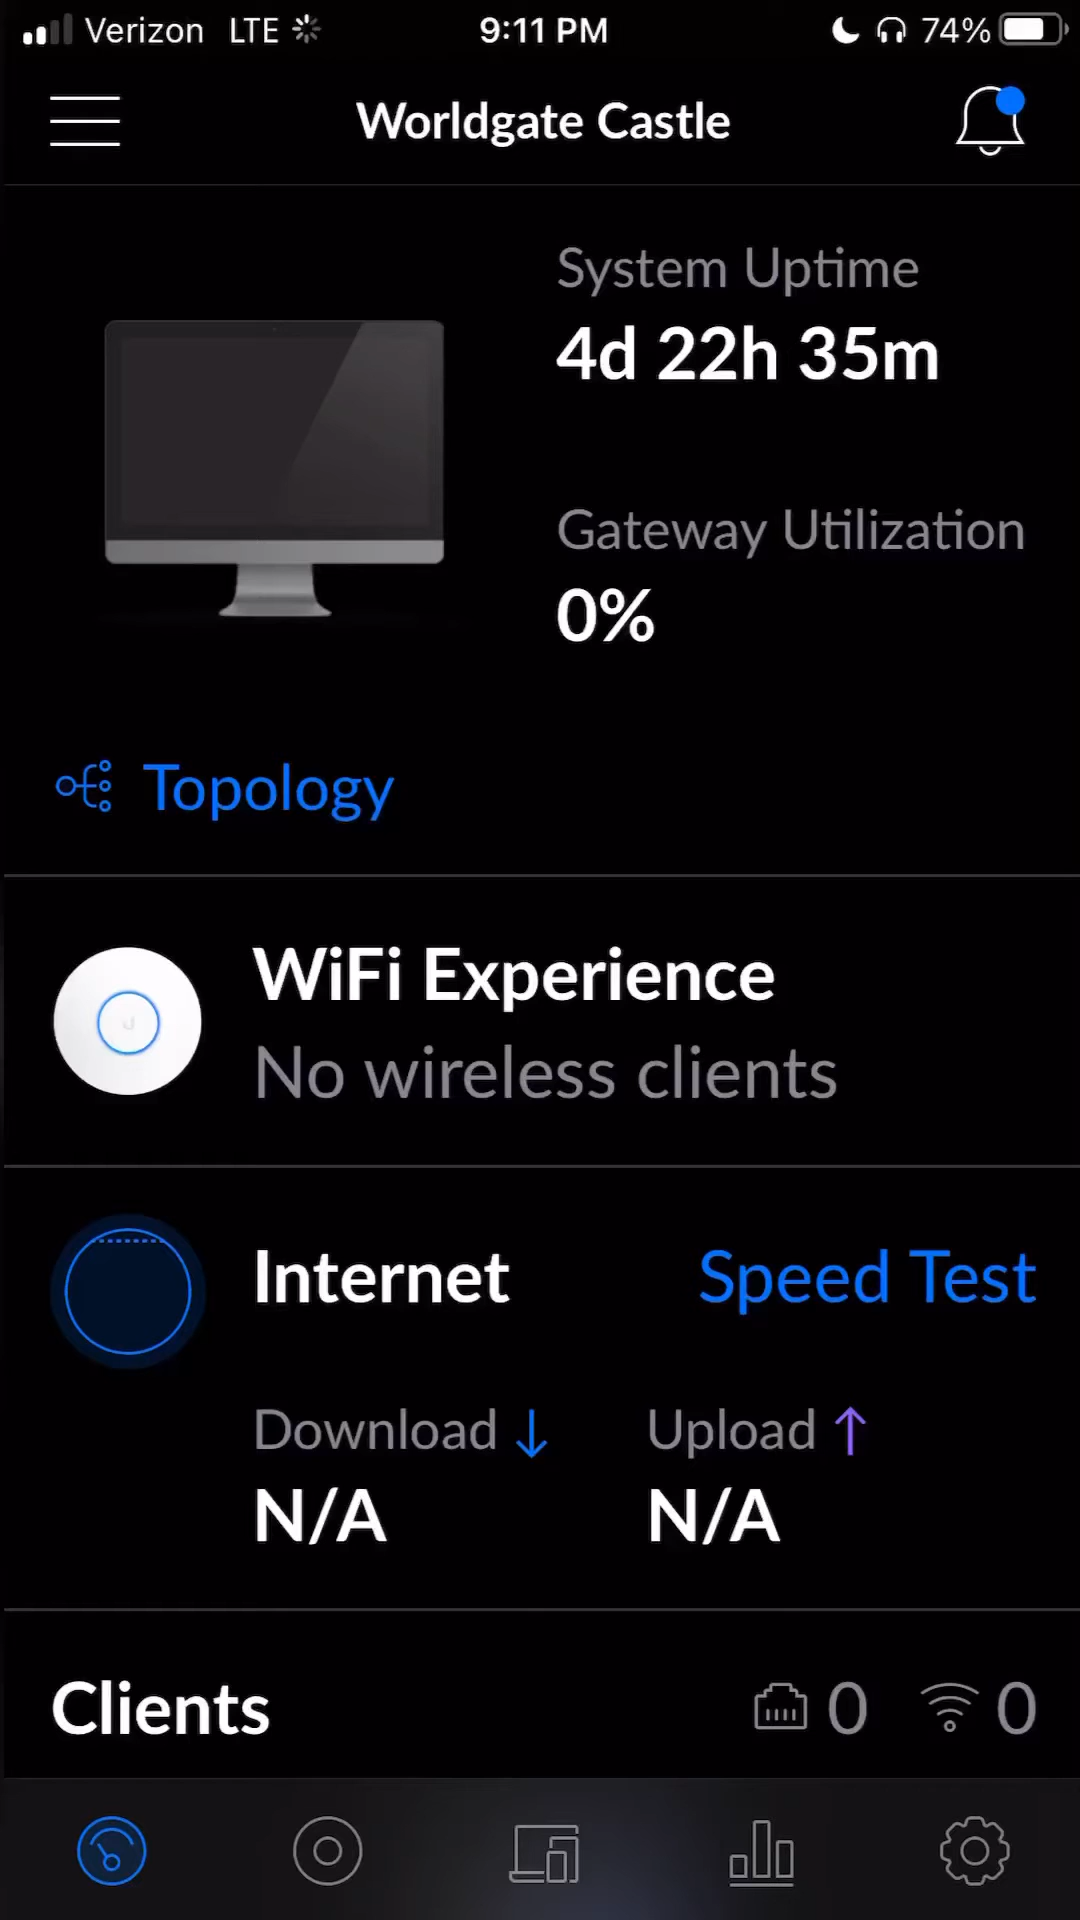 Verizon LTE 9:11 PM 74%
Worldgate Castle
System Uptime
4d 22h 35m
Gateway Utilization
0%
Topology
WiFi Experience
No wireless clients
Internet Speed Test
Download ↓ Upload ↑
N/A N/A
Clients 0 0